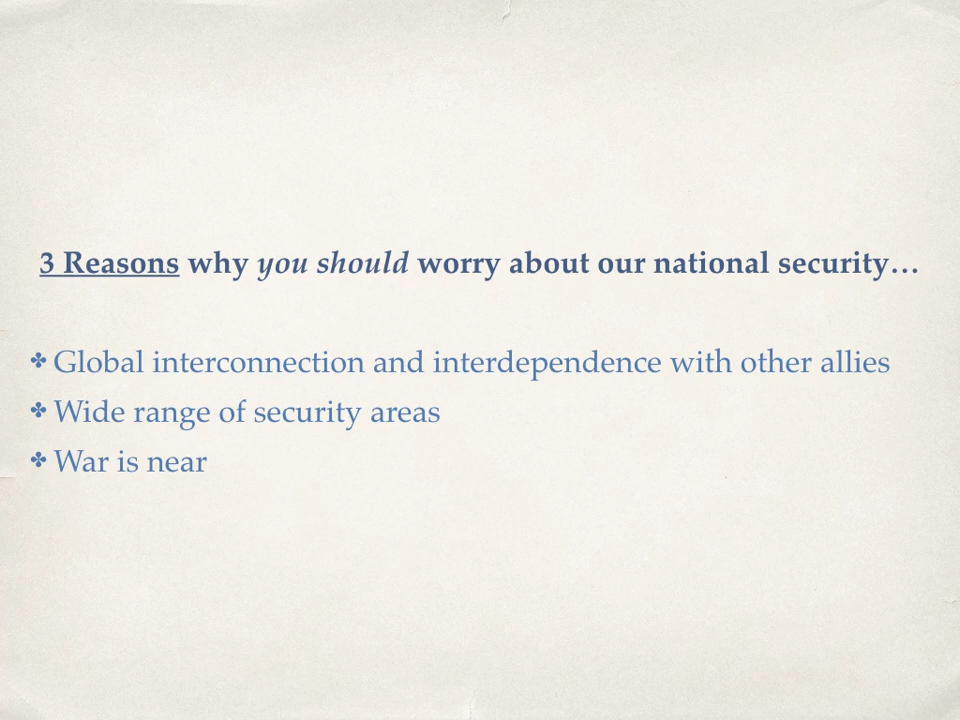 3 Reasons why you should worry about our national security…
✤ Global interconnection and interdependence with other allies
✤ Wide range of security areas
✤ War is near